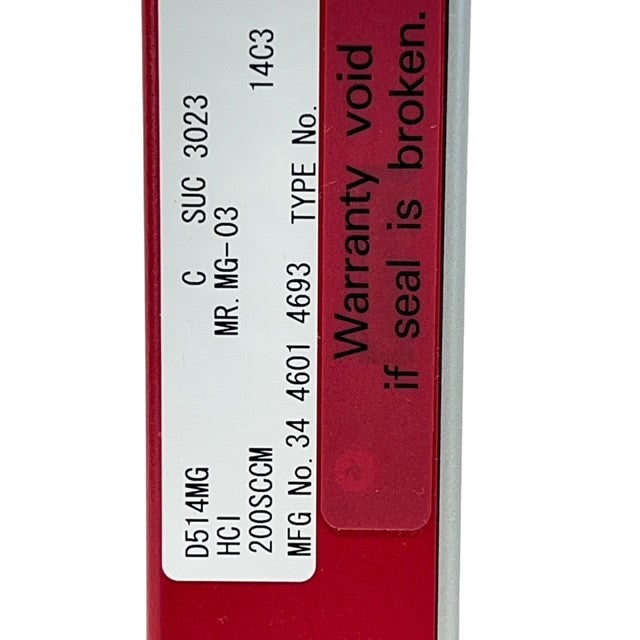 D514MG C SUC 3023
HCl MR. MG-03
200SCCM 14C3
MFG No. 34 4601 4693 TYPE No.
Warranty void
if seal is broken.